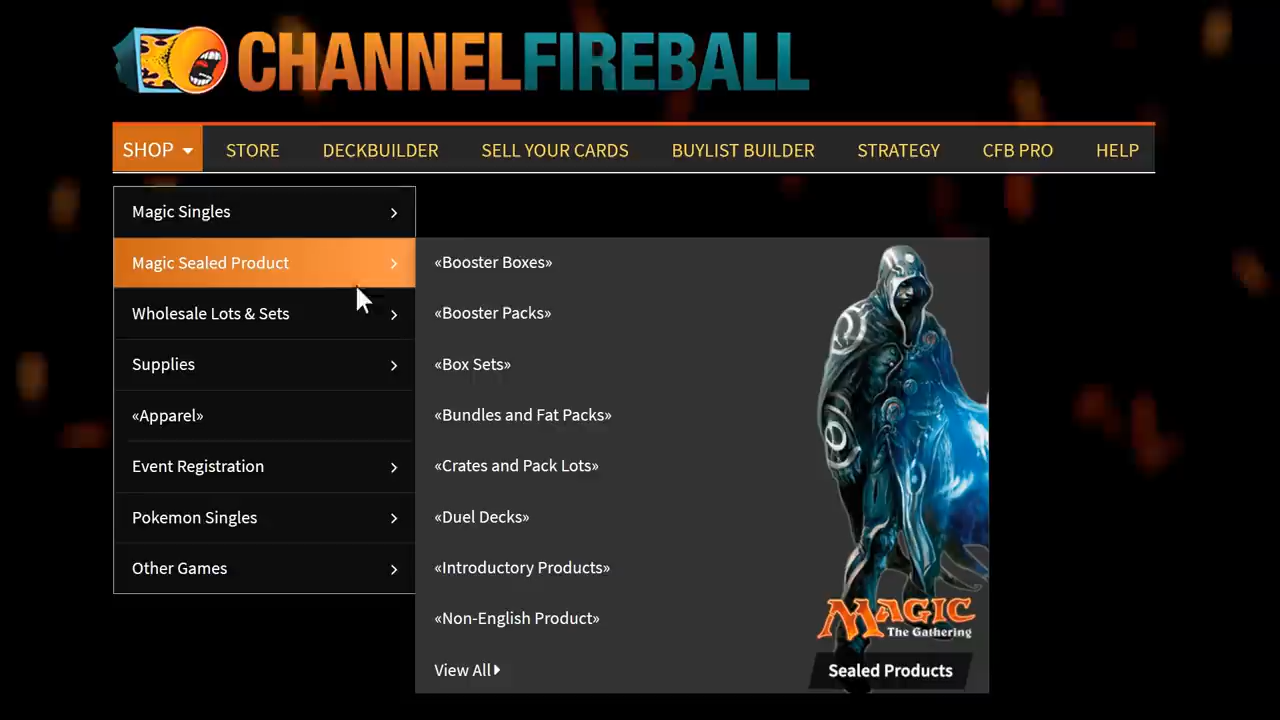 CHANNELFIREBALL
SHOP
STORE
DECKBUILDER
SELL YOUR CARDS
BUYLIST BUILDER
STRATEGY
CFB PRO
HELP
Magic Singles
Magic Sealed Product
Wholesale Lots & Sets
Supplies
«Apparel»
Event Registration
Pokemon Singles
Other Games
«Booster Boxes»
«Booster Packs»
«Box Sets»
«Bundles and Fat Packs»
«Crates and Pack Lots»
«Duel Decks»
«Introductory Products»
«Non-English Product»
View All
MAGIC
The Gathering
Sealed Products